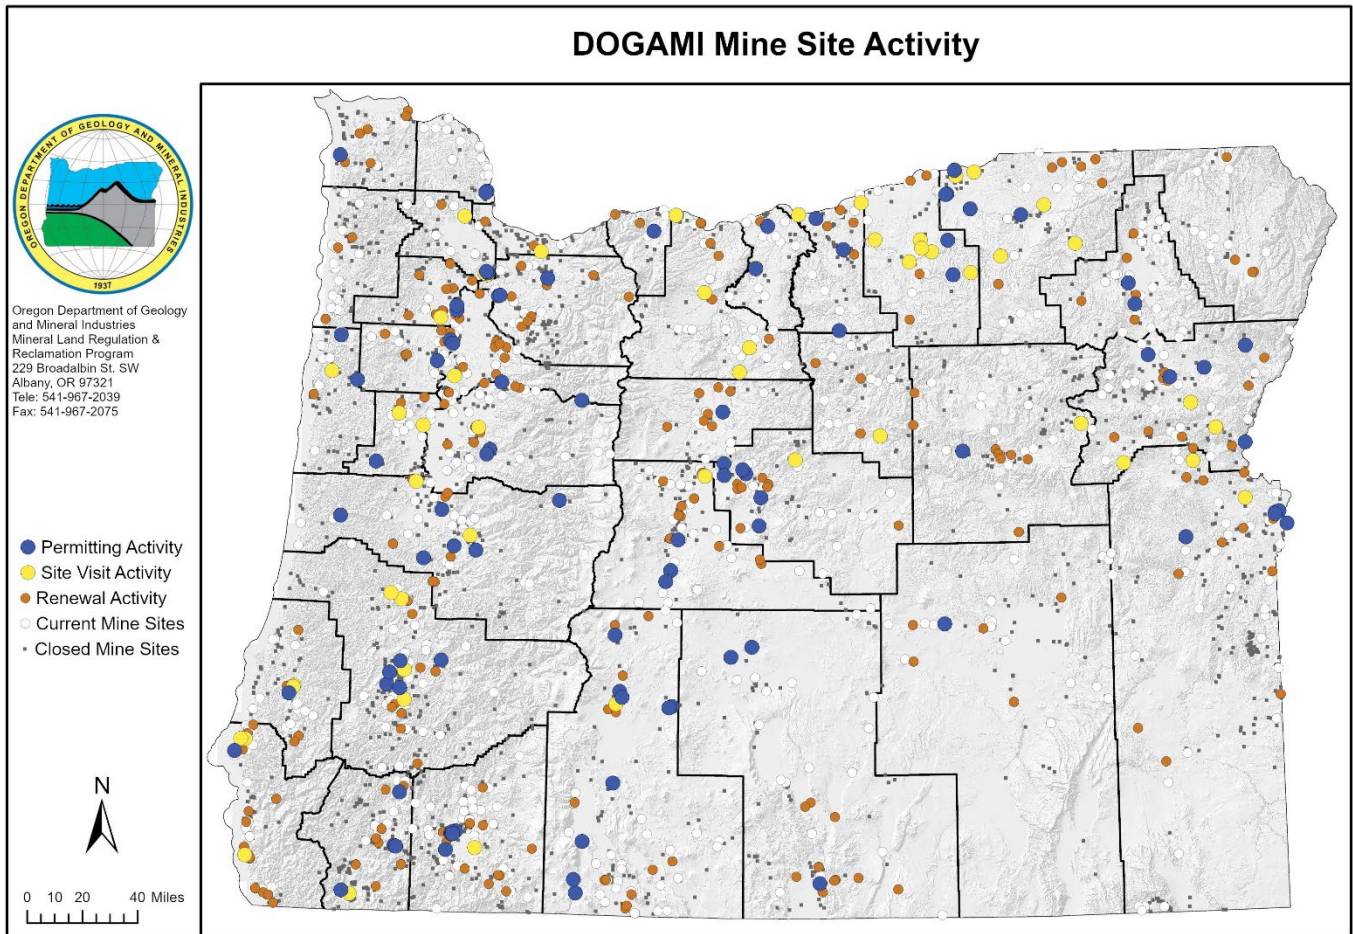 DOGAMI Mine Site Activity
OREGON DEPARTMENT OF GEOLOGY AND MINERAL INDUSTRIES
1937
Oregon Department of Geology
and Mineral Industries
Mineral Land Regulation &
Reclamation Program
229 Broadalbin St. SW
Albany, OR 97321
Tele: 541-967-2039
Fax: 541-967-2075
Permitting Activity
Site Visit Activity
Renewal Activity
Current Mine Sites
Closed Mine Sites
N
0 10 20 40 Miles